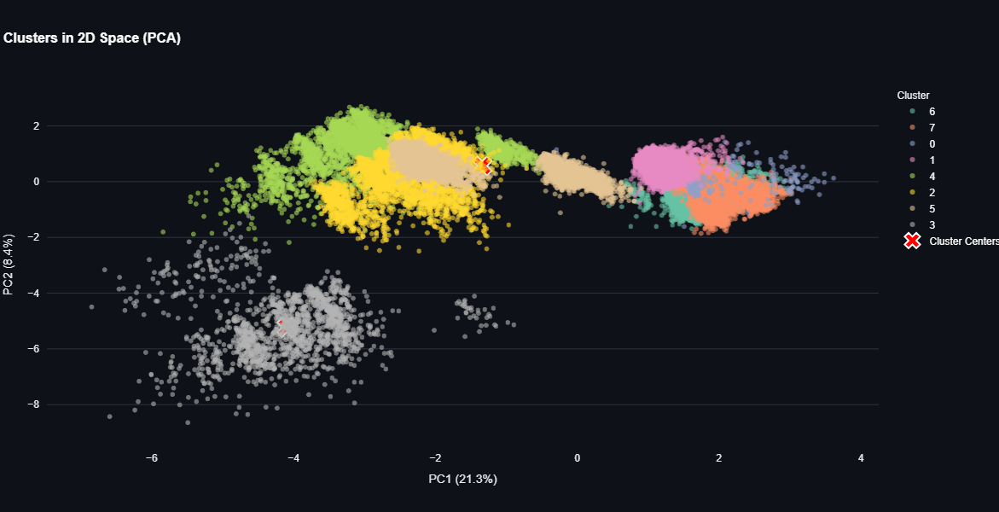 Clusters in 2D Space (PCA)
Cluster
6
7
0
1
4
2
5
3
Cluster Centers
2
0
−2
−4
−6
−8
PC2 (8.4%)
−6 −4 −2 0 2 4
PC1 (21.3%)